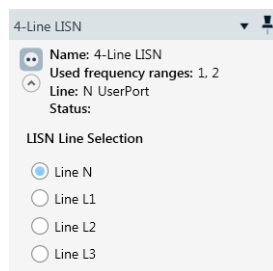 4-Line LISN
Name: 4-Line LISN
Used frequency ranges: 1, 2
Line: N UserPort
Status:
LISN Line Selection
Line N
Line L1
Line L2
Line L3